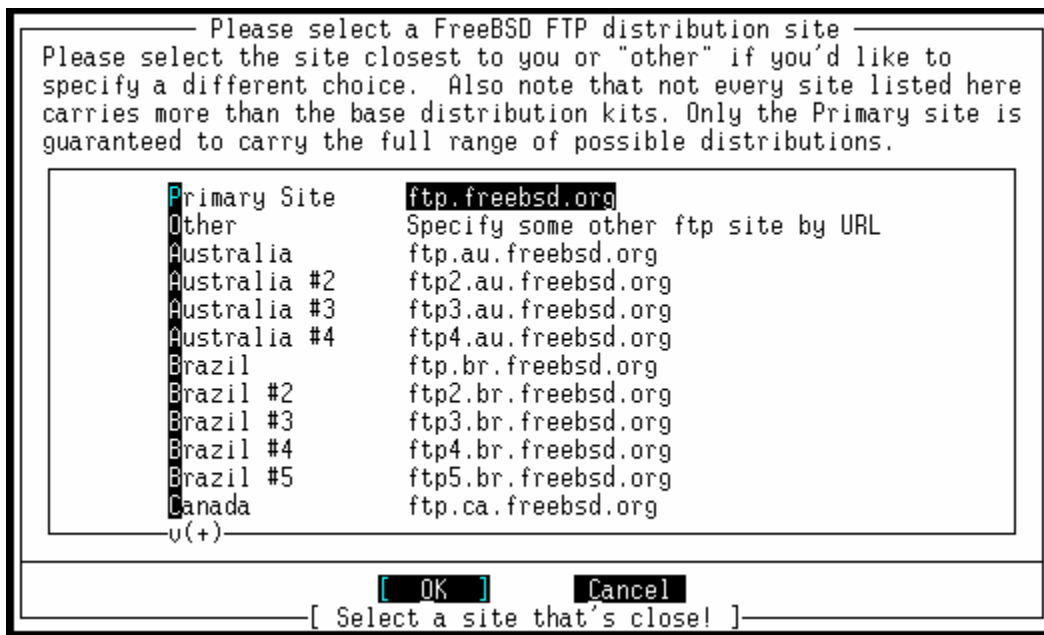 Please select a FreeBSD FTP distribution site
Please select the site closest to you or "other" if you'd like to
specify a different choice.  Also note that not every site listed here
carries more than the base distribution kits. Only the Primary site is
guaranteed to carry the full range of possible distributions.
Primary Site ftp.freebsd.org
Other Specify some other ftp site by URL
Australia ftp.au.freebsd.org
Australia #2 ftp2.au.freebsd.org
Australia #3 ftp3.au.freebsd.org
Australia #4 ftp4.au.freebsd.org
Brazil ftp.br.freebsd.org
Brazil #2 ftp2.br.freebsd.org
Brazil #3 ftp3.br.freebsd.org
Brazil #4 ftp4.br.freebsd.org
Brazil #5 ftp5.br.freebsd.org
Canada ftp.ca.freebsd.org
v(+)
[ OK ] Cancel
[ Select a site that's close! ]